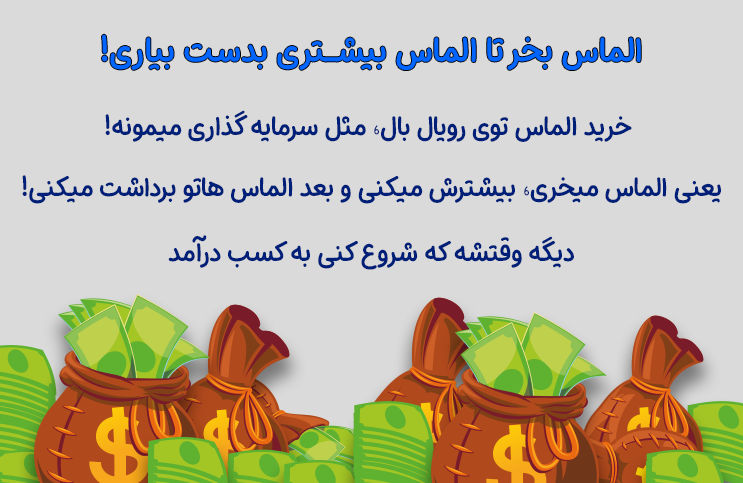 الماس بخر تا الماس بیشتری بدست بیاری!
خرید الماس توی رویال بال، مثل سرمایه گذاری میمونه!
یعنی الماس میخری، بیشترش میکنی و بعد الماس هاتو برداشت میکنی!
دیگه وقتشه که شروع کنی به کسب درآمد
$
$
$
$
$
$